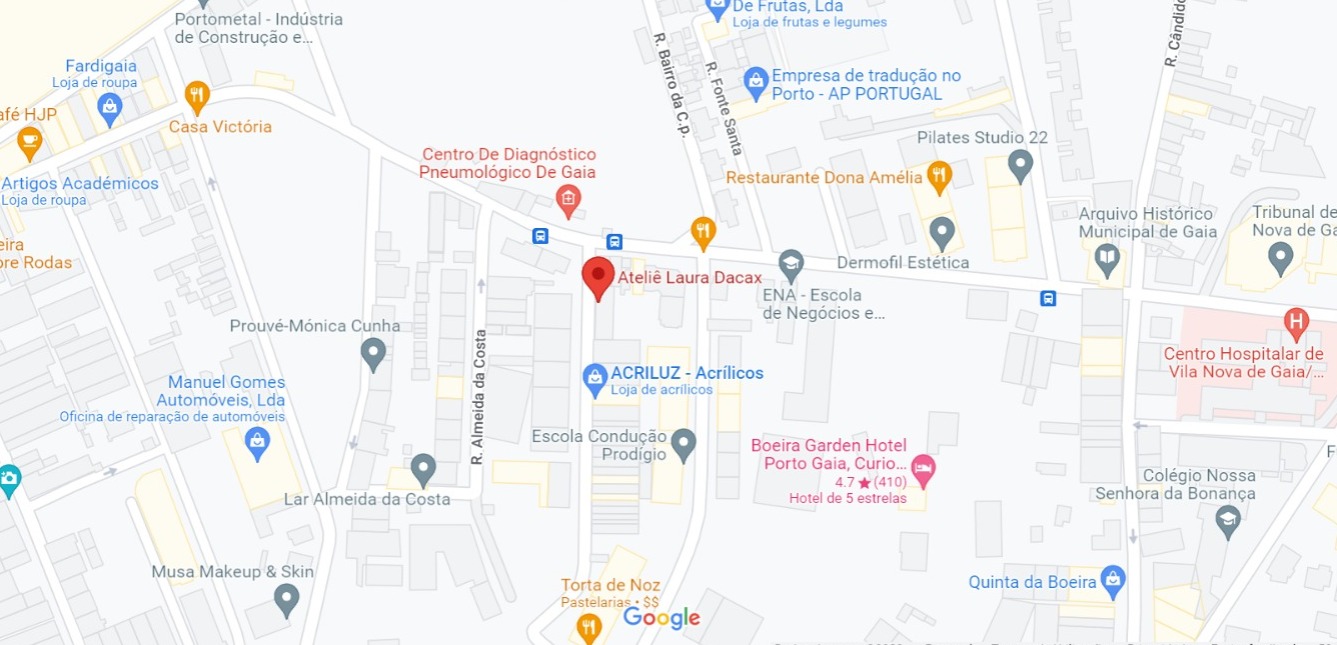 De Frutas, Lda
Loja de frutas e legumes
Portometal - Indústria
de Construção e...
R. Cândido
Fardigaia
Loja de roupa
R. Bairro da C.p.
R. Fonte Santa
Empresa de tradução no
Porto - AP PORTUGAL
afé HJP
Casa Victória
Pilates Studio 22
Centro De Diagnóstico
Pneumológico De Gaia
Restaurante Dona Amélia
Artigos Académicos
Loja de roupa
Arquivo Histórico
Municipal de Gaia
Tribunal de
Nova de Ga
eira
bre Rodas
Dermofil Estética
Ateliê Laura Dacax
ENA - Escola
de Negócios e...
Prouvé-Mónica Cunha
H
Centro Hospitalar de
Vila Nova de Gaia/...
R. Almeida da Costa
ACRILUZ - Acrílicos
Loja de acrílicos
Manuel Gomes
Automóveis, Lda
Oficina de reparação de automóveis
Escola Condução
Prodígio
Boeira Garden Hotel
Porto Gaia, Curio...
4.7 ★ (410)
Hotel de 5 estrelas
Lar Almeida da Costa
Colégio Nossa
Senhora da Bonança
Musa Makeup & Skin
Torta de Noz
Pastelarias • $$
Quinta da Boeira
Google